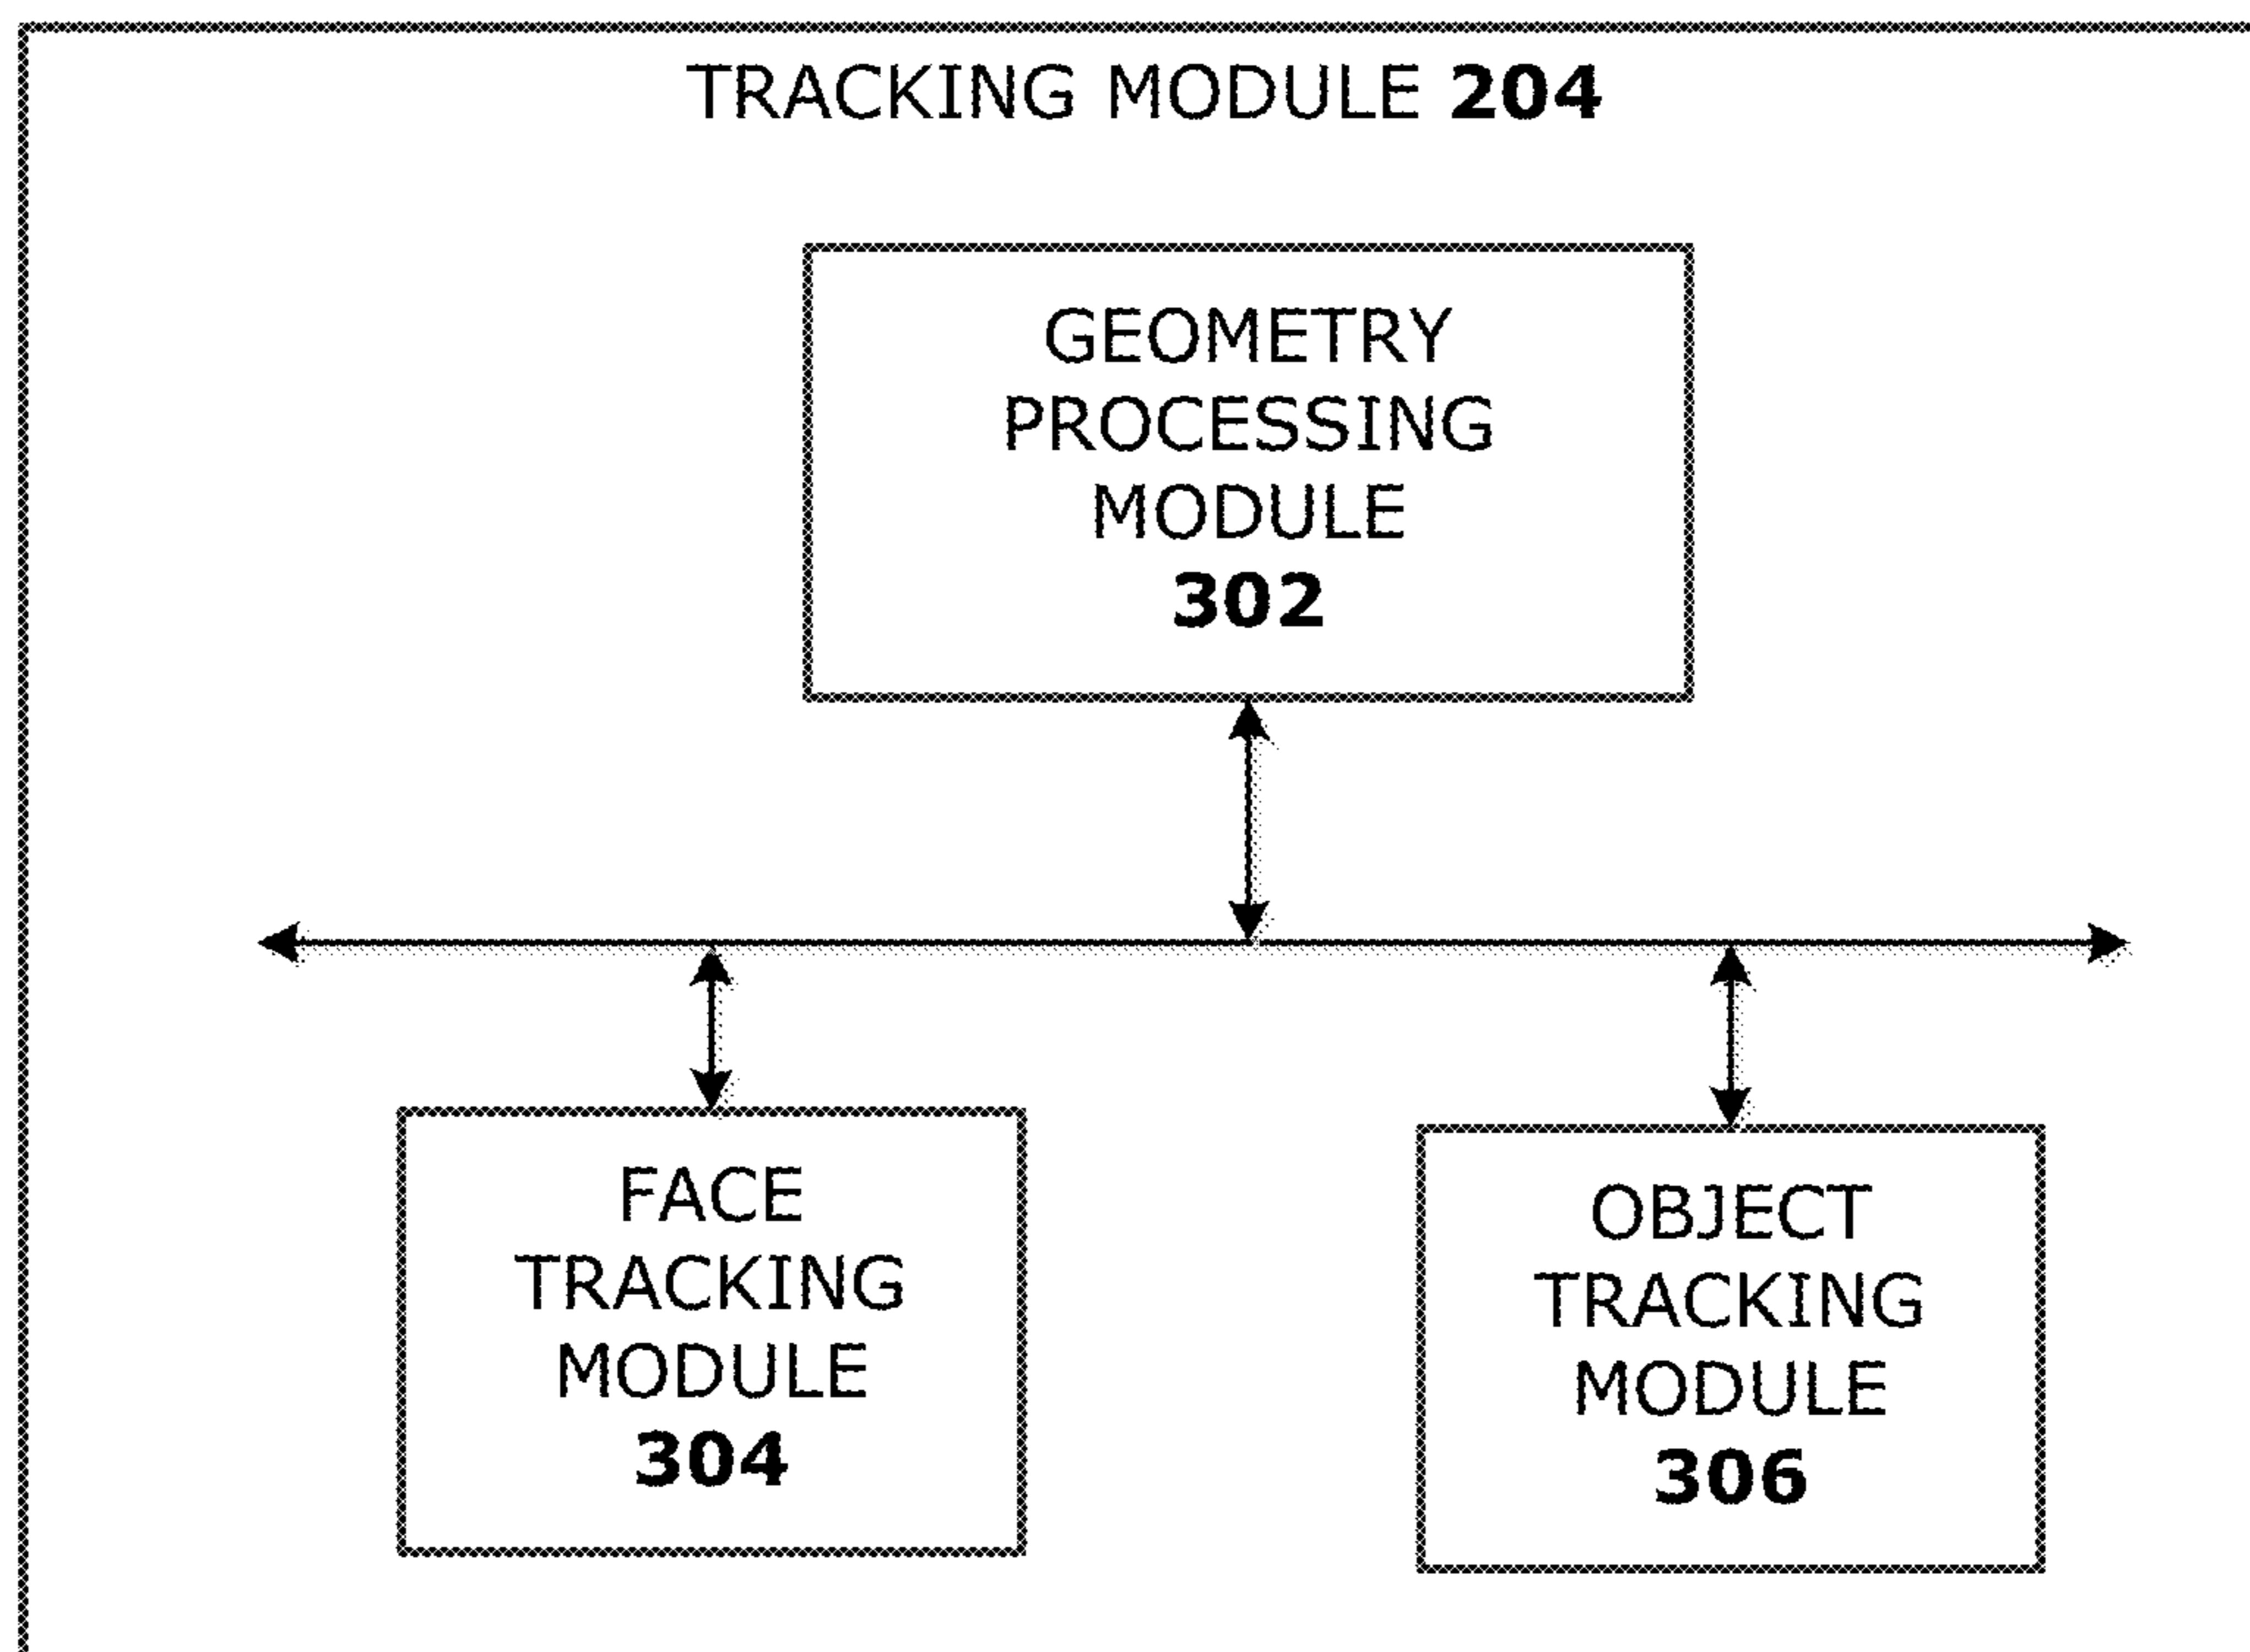 TRACKING MODULE 204
GEOMETRY
PROCESSING
MODULE
302
FACE
TRACKING
MODULE
304
OBJECT
TRACKING
MODULE
306